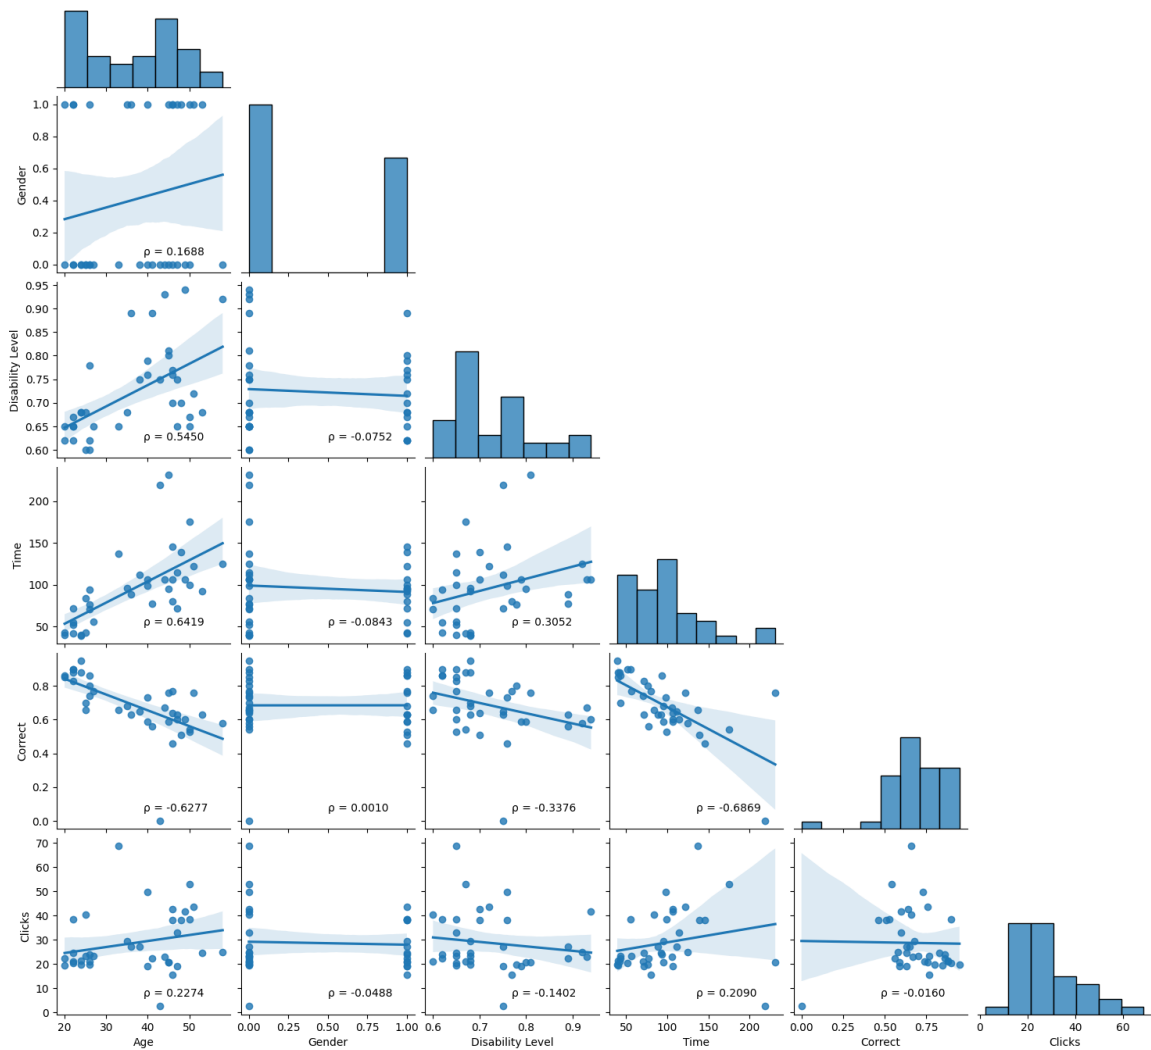 1.0
0.8
0.6
0.4
0.2
0.0
Gender
ρ = 0.1688
0.95
0.90
0.85
0.80
0.75
0.70
0.65
0.60
Disability Level
ρ = 0.5450
ρ = -0.0752
200
150
100
50
Time
ρ = 0.6419
ρ = -0.0843
ρ = 0.3052
0.8
0.6
0.4
0.2
0.0
Correct
ρ = -0.6277
ρ = 0.0010
ρ = -0.3376
ρ = -0.6869
70
60
50
40
30
20
10
0
Clicks
ρ = 0.2274
ρ = -0.0488
ρ = -0.1402
ρ = 0.2090
ρ = -0.0160
20 30 40 50
0.00 0.25 0.50 0.75 1.00
0.6 0.7 0.8 0.9
50 100 150 200
0.00 0.25 0.50 0.75
20 40 60
Age Gender Disability Level Time Correct Clicks